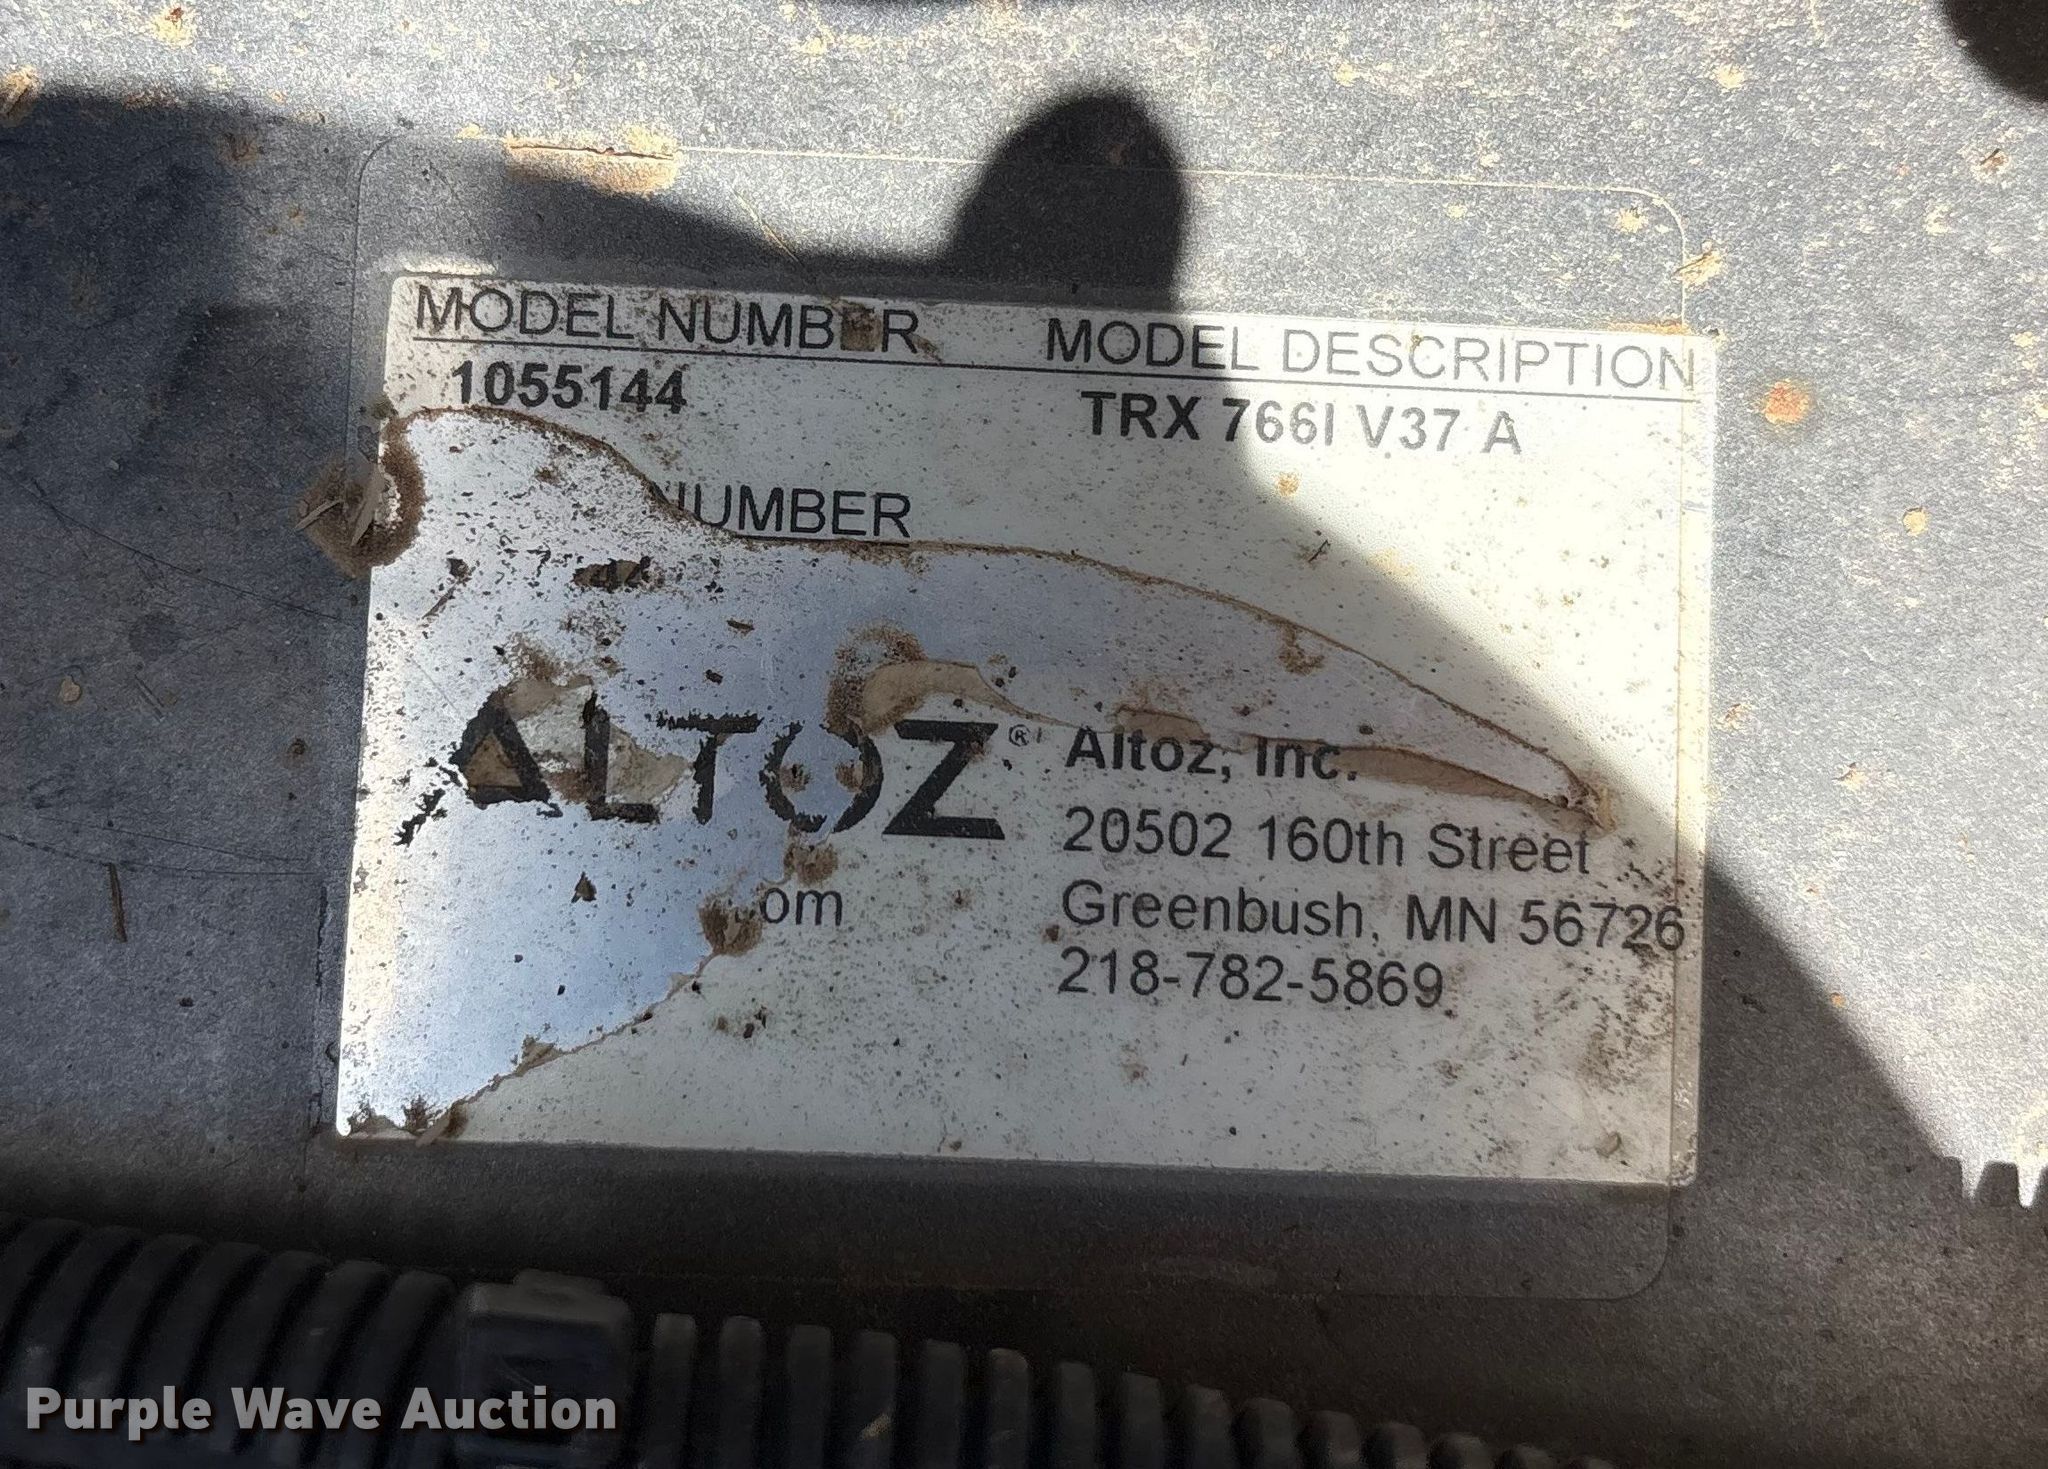 MODEL NUMBER MODEL DESCRIPTION
1055144 TRX 766I V37 A
NUMBER
ALTOZ® Altoz, Inc.
20502 160th Street
Greenbush, MN 56726
218-782-5869
Purple Wave Auction